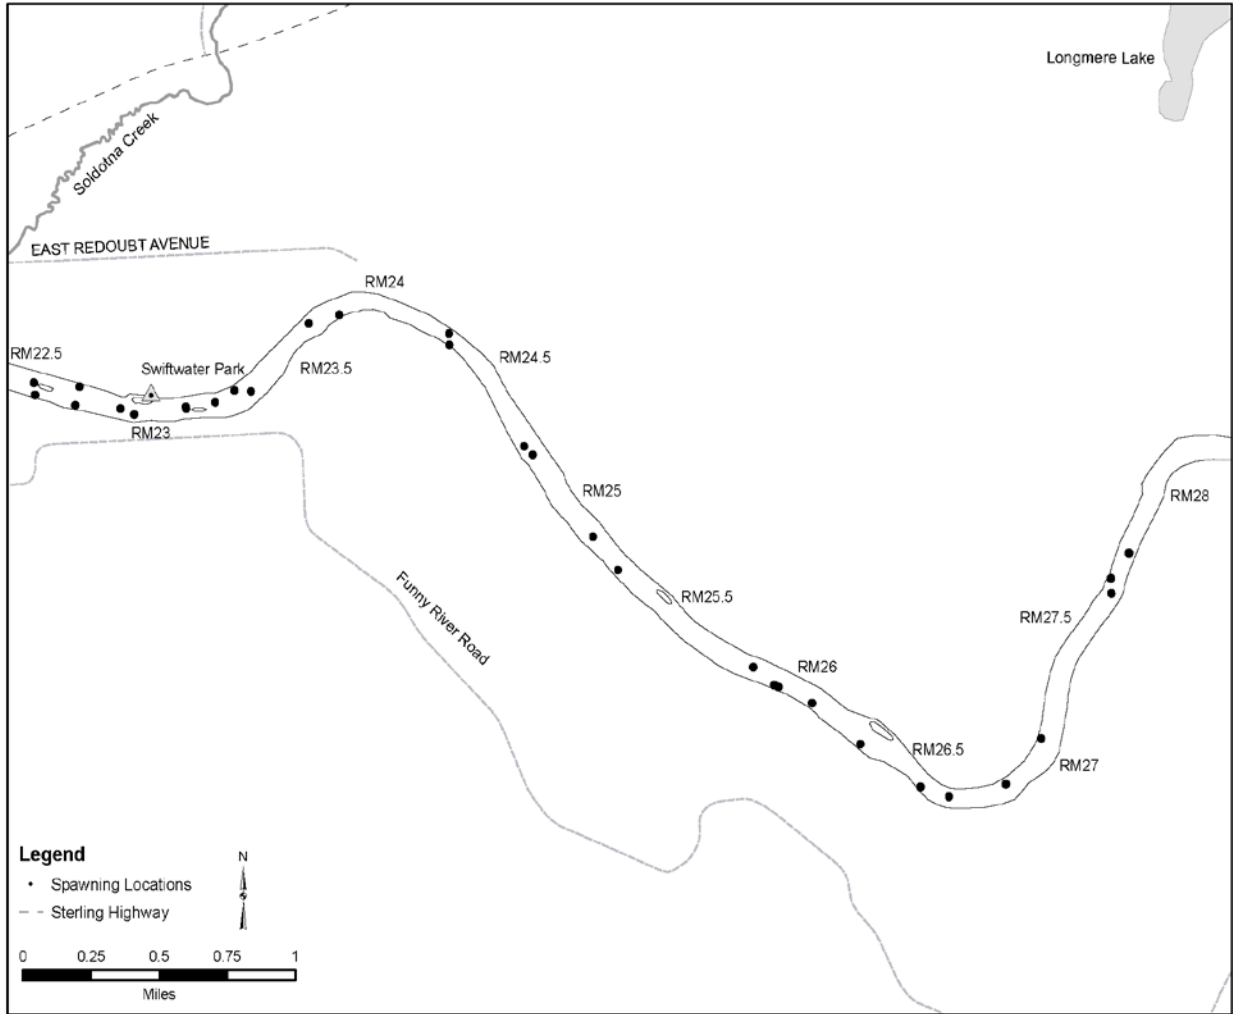 Longmere Lake
Soldotna Creek
EAST REDOUBT AVENUE
RM24
RM22.5
Swiftwater Park
RM23.5
RM24.5
RM23
RM25
RM28
Funny River Road
RM25.5
RM27.5
RM26
RM26.5
RM27
Legend
Spawning Locations
Sterling Highway
N
0 0.25 0.5 0.75 1
Miles